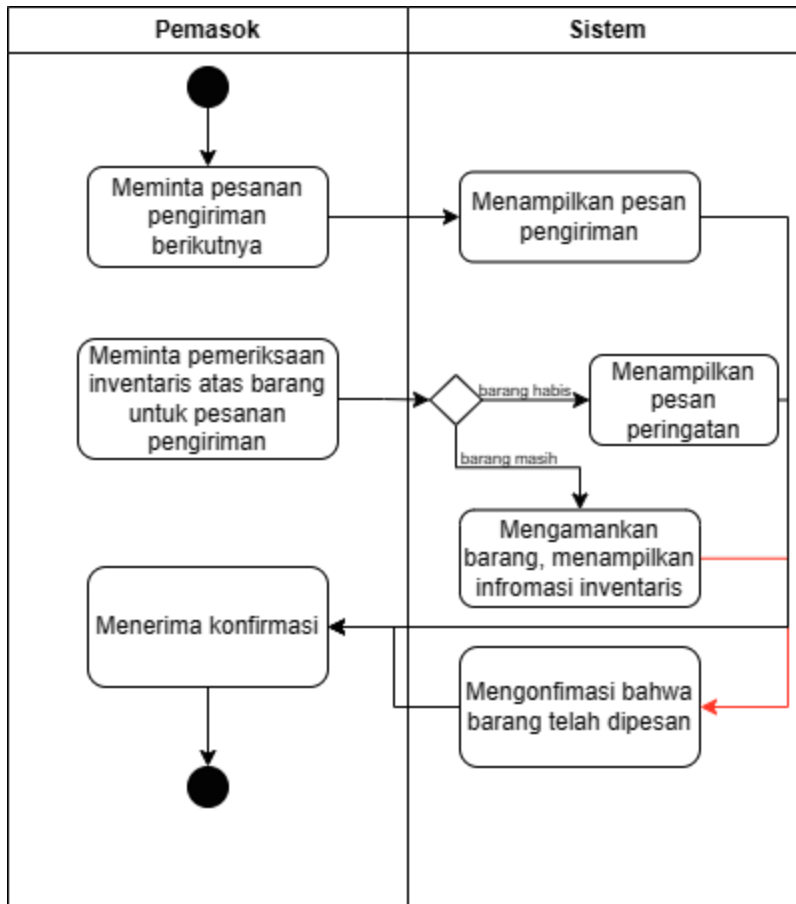 Pemasok
Sistem
Meminta pesanan
pengiriman
berikutnya
Menampilkan pesan
pengiriman
Meminta pemeriksaan
inventaris atas barang
untuk pesanan
pengiriman
barang habis
Menampilkan
pesan
peringatan
barang masih
Mengamankan
barang, menampilkan
infromasi inventaris
Menerima konfirmasi
Mengonfimasi bahwa
barang telah dipesan